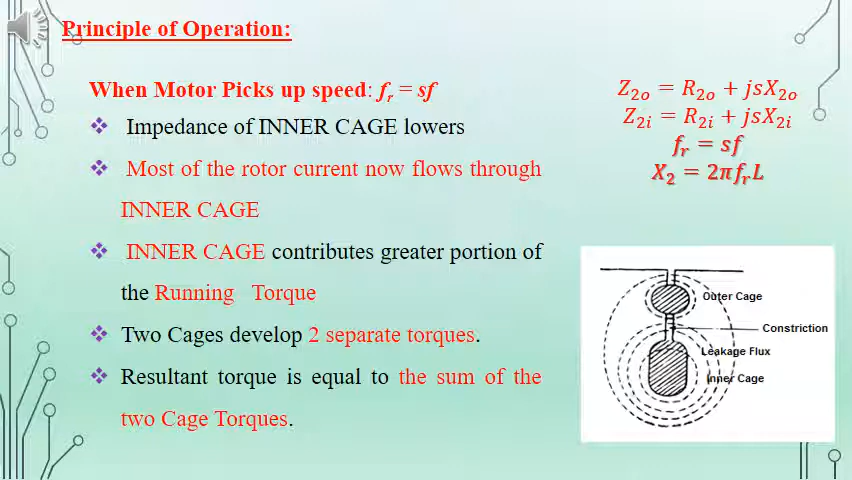 Principle of Operation:
When Motor Picks up speed: fᵣ = sf
❖ Impedance of INNER CAGE lowers
❖ Most of the rotor current now flows through
INNER CAGE
❖ INNER CAGE contributes greater portion of
the Running Torque
❖ Two Cages develop 2 separate torques.
❖ Resultant torque is equal to the sum of the
two Cage Torques.
Z₂ₒ = R₂ₒ + jsX₂ₒ
Z₂ᵢ = R₂ᵢ + jsX₂ᵢ
fᵣ = sf
X₂ = 2πfᵣL
Outer Cage
Constriction
Leakage Flux
Inner Cage